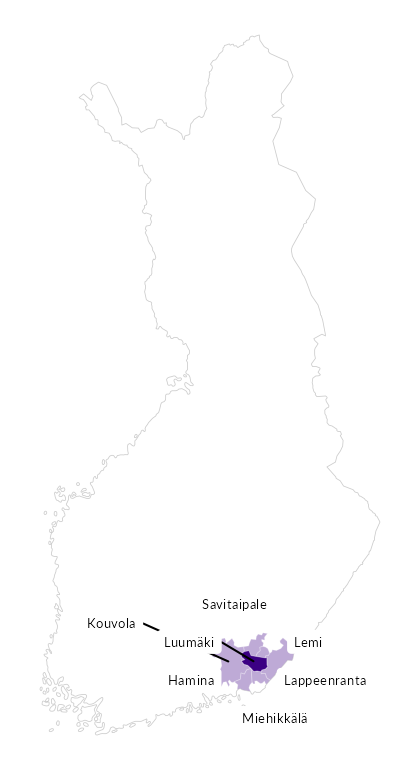 Savitaipale
Kouvola
Luumäki
Lemi
Hamina
Lappeenranta
Miehikkälä